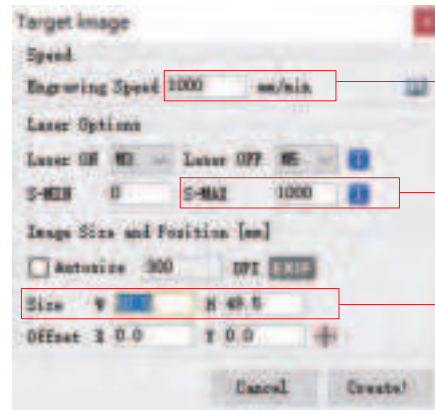 Target image
Speed
Engraving Speed 1000 mm/min
Laser Options
Laser ON M3 Laser OFF M5
S-MIN 0 S-MAX 1000
Image Size and Position [mm]
Autosize 300 DPI EXIF
Size W H 49.5
Offset X 0.0 Y 0.0
Cancel Create!